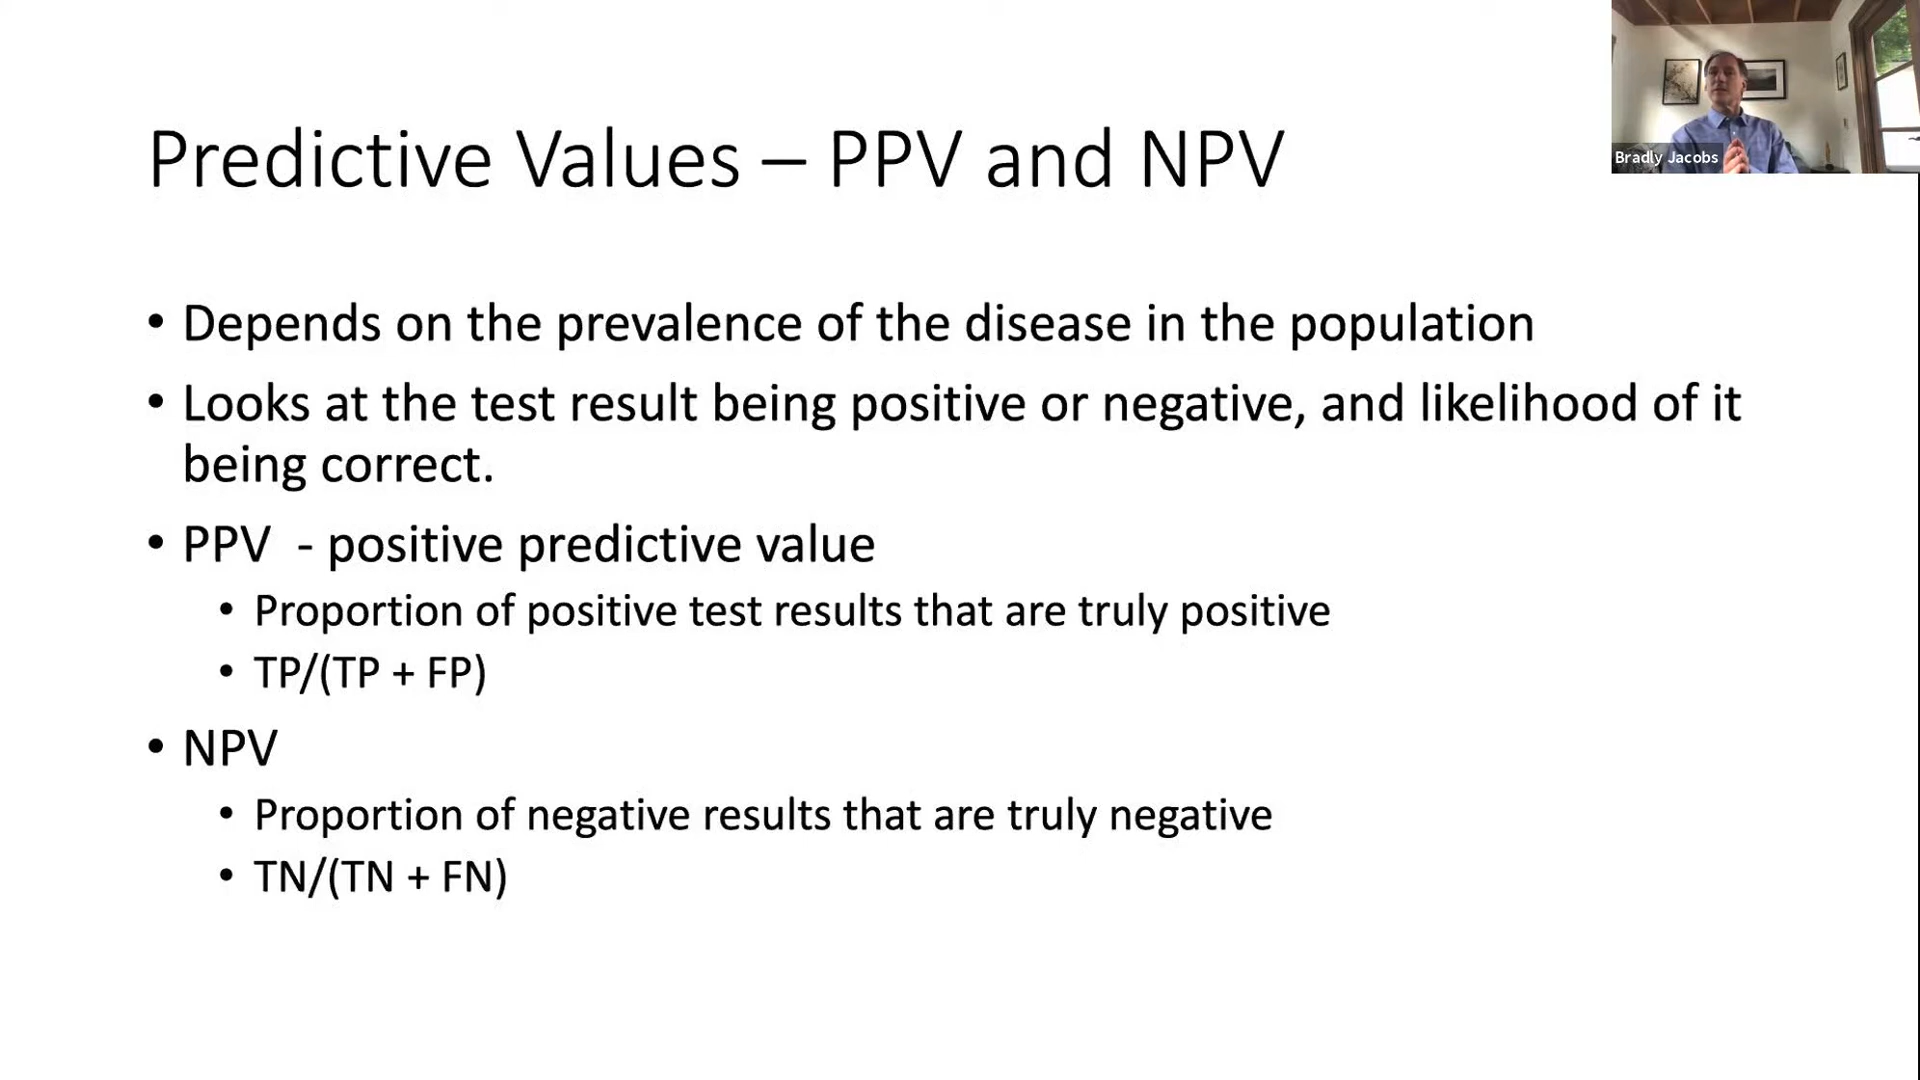 Bradly Jacobs
Predictive Values – PPV and NPV
• Depends on the prevalence of the disease in the population
• Looks at the test result being positive or negative, and likelihood of it
being correct.
• PPV  - positive predictive value
• Proportion of positive test results that are truly positive
• TP/(TP + FP)
• NPV
• Proportion of negative results that are truly negative
• TN/(TN + FN)